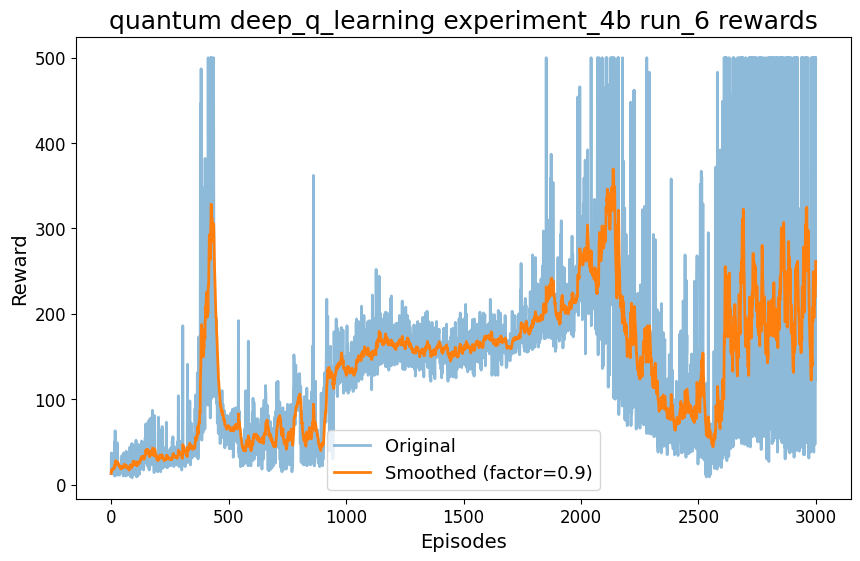 quantum deep_q_learning experiment_4b run_6 rewards
500
400
300
200
100
0
Reward
Original
Smoothed (factor=0.9)
0
500
1000
1500
2000
2500
3000
Episodes